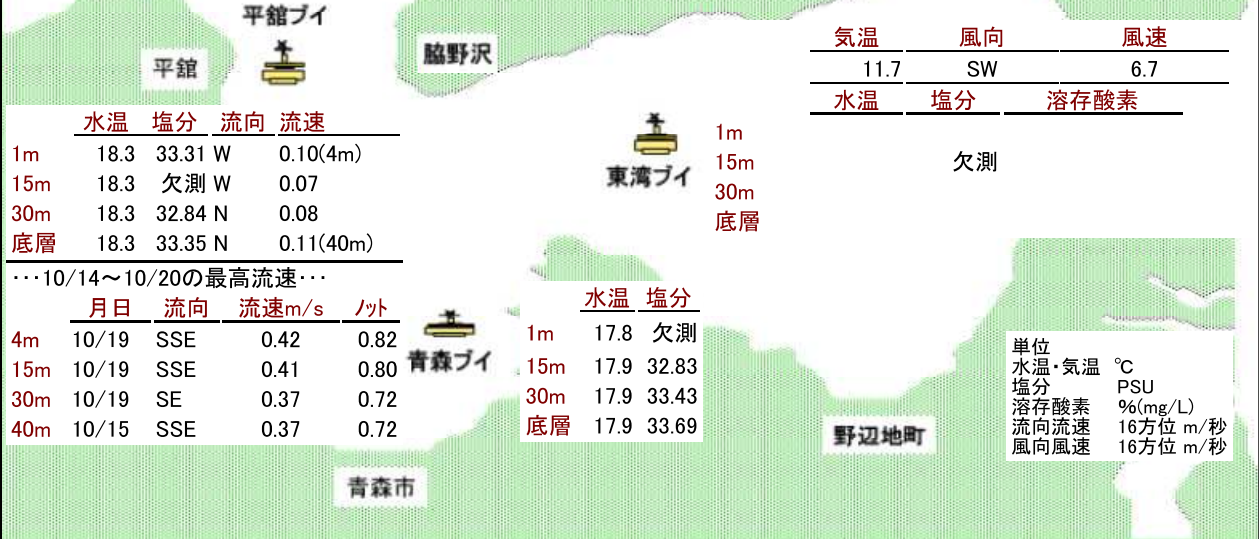 平舘ブイ
平舘
脇野沢
気温 風向 風速
11.7 SW 6.7
水温 塩分 溶存酸素
水温 塩分 流向 流速
1m 18.3 33.31 W 0.10(4m)
15m 18.3 欠測 W 0.07
30m 18.3 32.84 N 0.08
底層 18.3 33.35 N 0.11(40m)
東湾ブイ
1m
15m 欠測
30m
底層
･･･10/14～10/20の最高流速･･･
月日 流向 流速m/s ﾉｯﾄ
4m 10/19 SSE 0.42 0.82
15m 10/19 SSE 0.41 0.80
30m 10/19 SE 0.37 0.72
40m 10/15 SSE 0.37 0.72
青森ブイ
水温 塩分
1m 17.8 欠測
15m 17.9 32.83
30m 17.9 33.43
底層 17.9 33.69
単位
水温・気温 ℃
塩分 PSU
溶存酸素 %(mg/L)
流向流速 16方位 m/秒
風向風速 16方位 m/秒
野辺地町
青森市